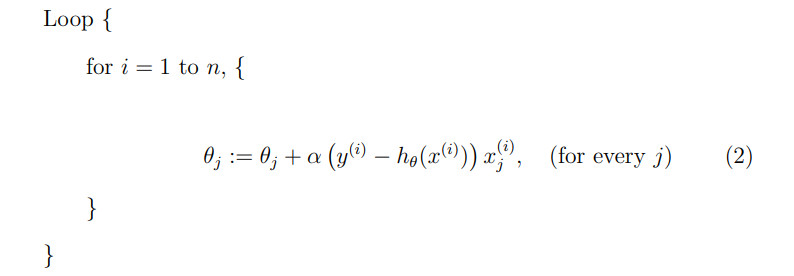 Loop {
for i = 1 to n, {
θ_j := θ_j + α (y^{(i)} − h_θ(x^{(i)})) x_j^{(i)}, (for every j) (2)
}
}